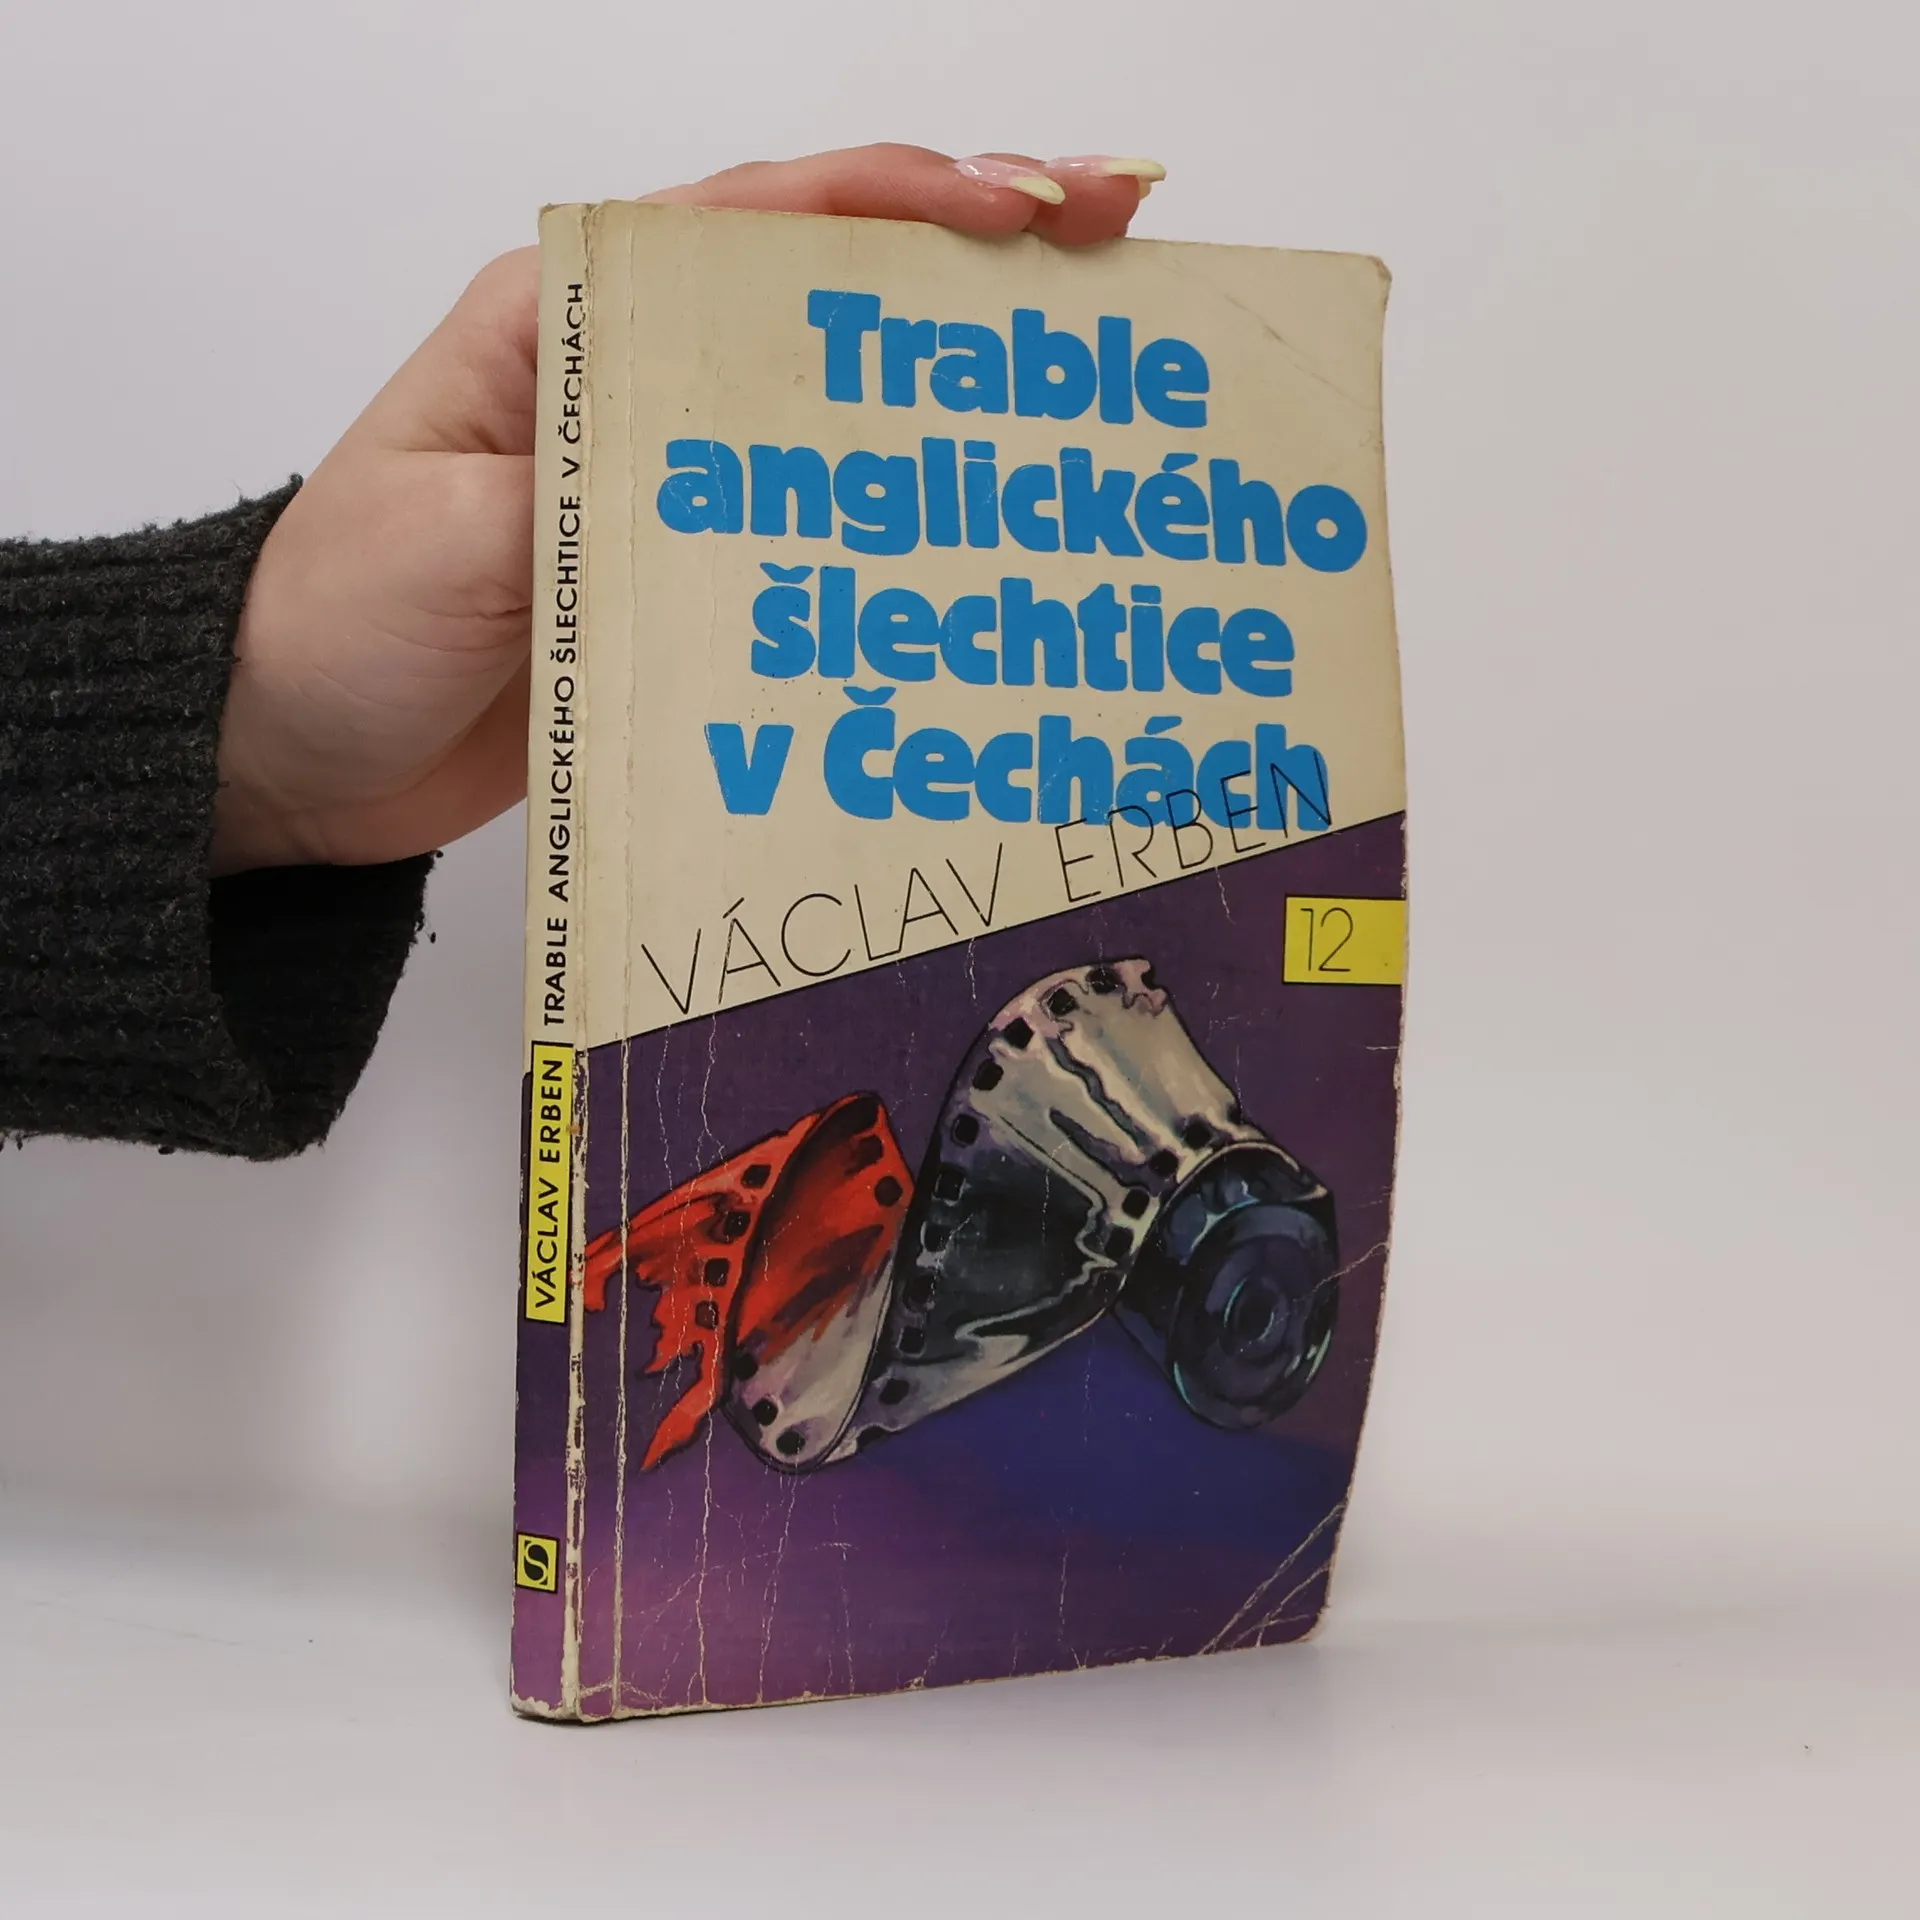 Trable
anglického
šlechtice
v Čechách
VÁCLAV ERBEN
12
VÁCLAV ERBEN TRABLE ANGLICKÉHO ŠLECHTICE V ČECHÁCH
S